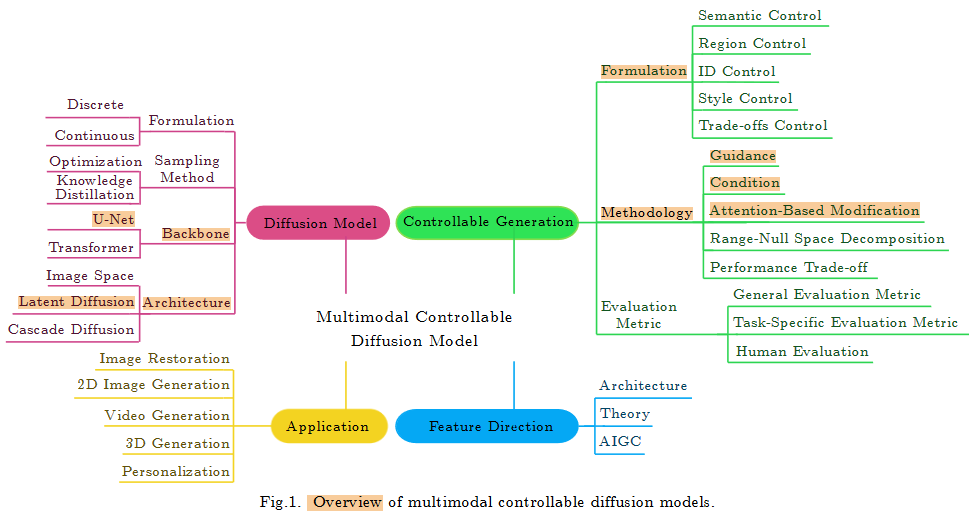 Discrete
Continuous
Formulation
Optimization
Knowledge
Distillation
Sampling
Method
U-Net
Transformer
Backbone
Image Space
Latent Diffusion
Cascade Diffusion
Architecture
Diffusion Model
Controllable Generation
Formulation
Semantic Control
Region Control
ID Control
Style Control
Trade-offs Control
Methodology
Guidance
Condition
Attention-Based Modification
Range-Null Space Decomposition
Performance Trade-off
Evaluation
Metric
General Evaluation Metric
Task-Specific Evaluation Metric
Human Evaluation
Multimodal Controllable
Diffusion Model
Image Restoration
2D Image Generation
Video Generation
3D Generation
Personalization
Application
Feature Direction
Architecture
Theory
AIGC
Fig.1. Overview of multimodal controllable diffusion models.